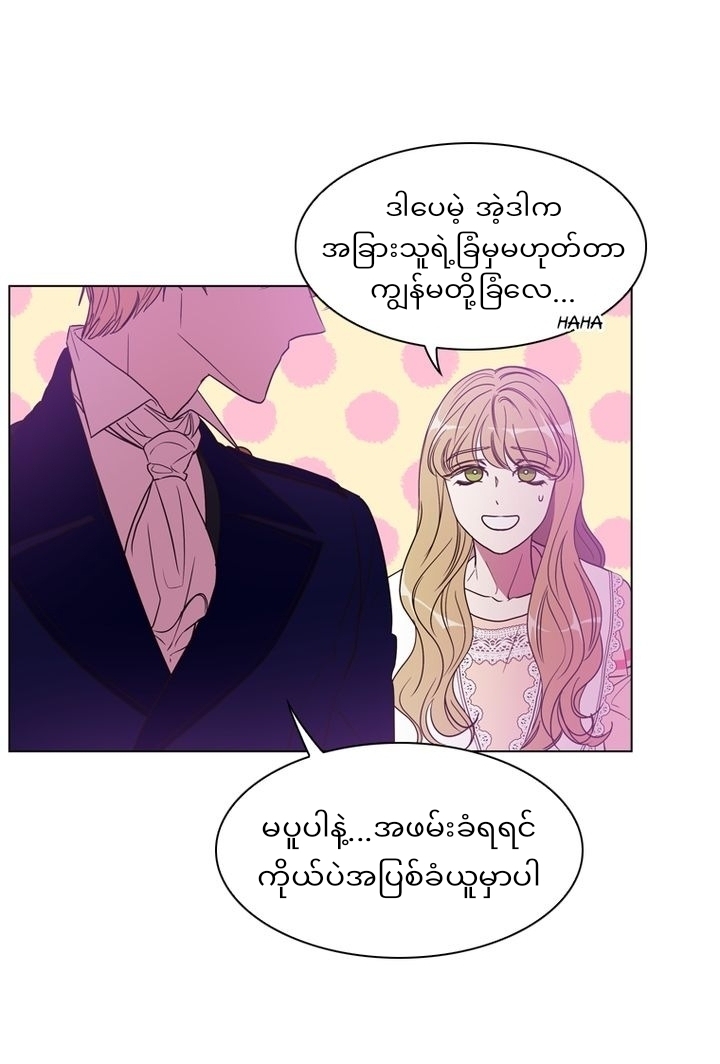 ဒါပေမဲ့ အဲ့ဒါက
အခြားသူရဲ့ခြံမှမဟုတ်တာ
ကျွန်မတို့ခြံလေ...
HAHA
မပူပါနဲ့...အဖမ်းခံရရင်
ကိုယ်ပဲအပြစ်ခံယူမှာပါ